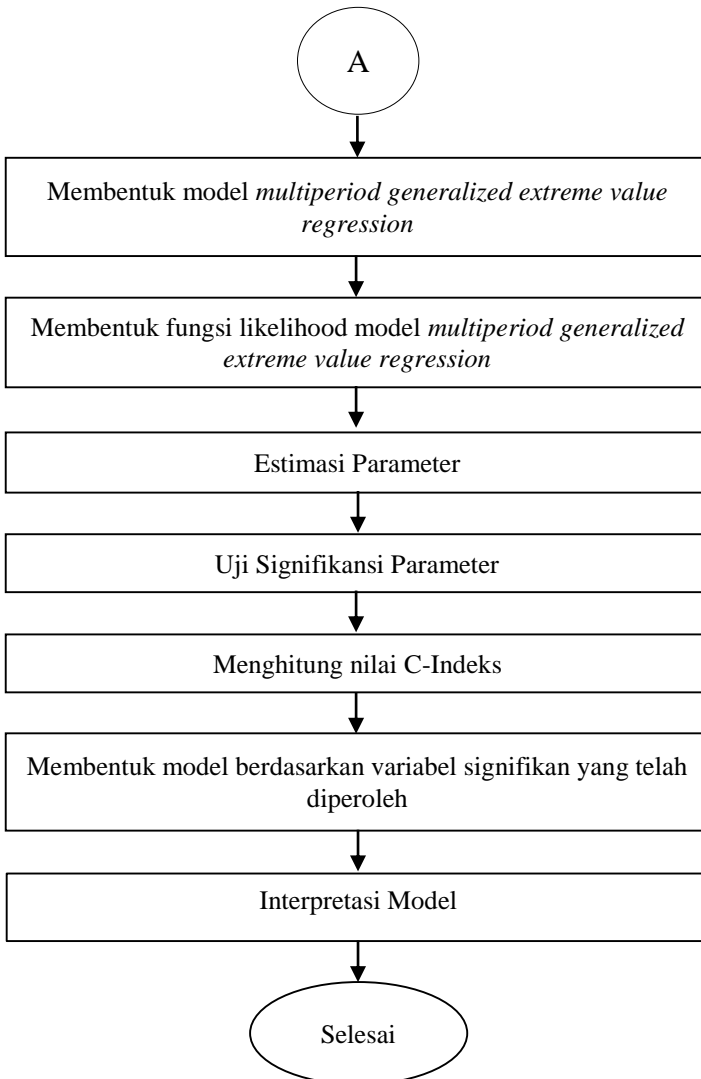 A
Membentuk model multiperiod generalized extreme value
regression
Membentuk fungsi likelihood model multiperiod generalized
extreme value regression
Estimasi Parameter
Uji Signifikansi Parameter
Menghitung nilai C-Indeks
Membentuk model berdasarkan variabel signifikan yang telah
diperoleh
Interpretasi Model
Selesai